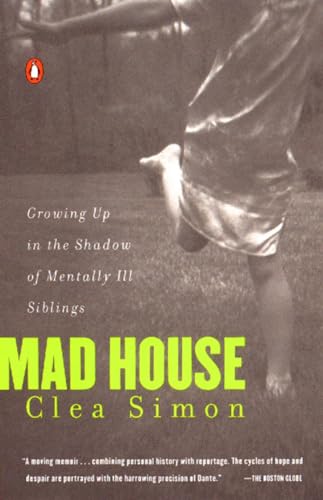 Growing Up
in the Shadow
of Mentally Ill
Siblings
MAD HOUSE
Clea Simon
"A moving memoir . . . combining personal history with reportage. The cycles of hope and
despair are portrayed with the harrowing precision of Dante." —THE BOSTON GLOBE